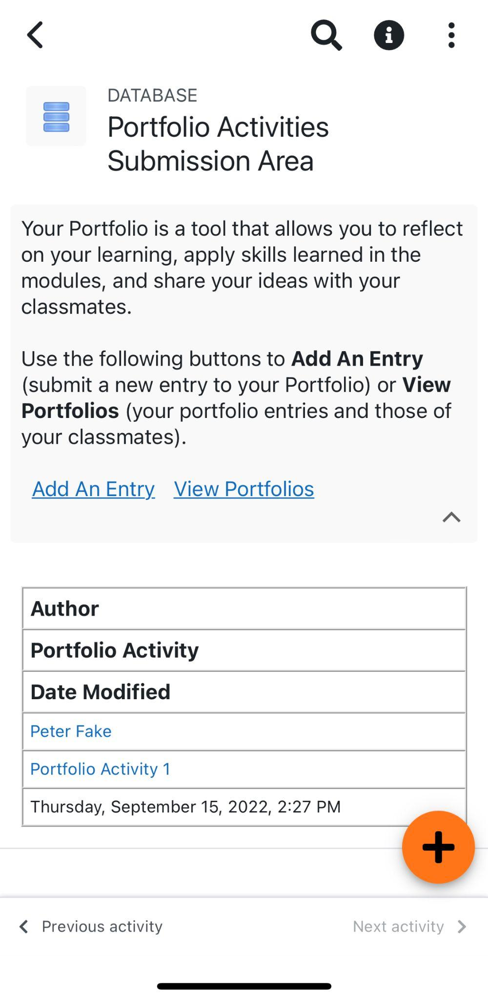 DATABASE
Portfolio Activities
Submission Area
Your Portfolio is a tool that allows you to reflect
on your learning, apply skills learned in the
modules, and share your ideas with your
classmates.
Use the following buttons to Add An Entry
(submit a new entry to your Portfolio) or View
Portfolios (your portfolio entries and those of
your classmates).
Add An Entry View Portfolios
Author
Portfolio Activity
Date Modified
Peter Fake
Portfolio Activity 1
Thursday, September 15, 2022, 2:27 PM
Previous activity Next activity